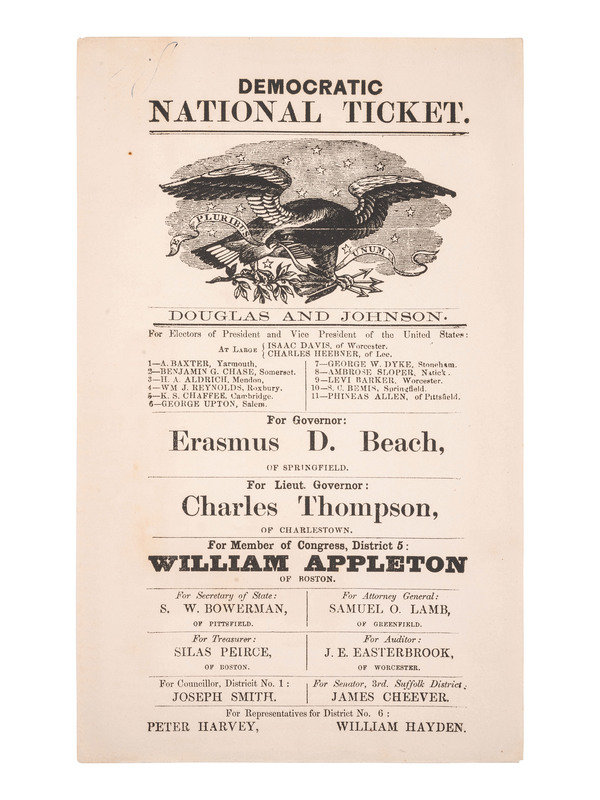 DEMOCRATIC
NATIONAL TICKET.
E PLURIBUS UNUM
DOUGLAS AND JOHNSON.
For Electors of President and Vice President of the United States:
AT LARGE { ISAAC DAVIS, of Worcester.
CHARLES HEEBNER, of Lee.
1—A. BAXTER, Yarmouth,
2—BENJAMIN G. CHASE, Somerset.
3—H. A. ALDRICH, Mendon,
4—WM J. REYNOLDS, Roxbury,
5—K. S. CHAFFEE, Cambridge.
6—GEORGE UPTON, Salem.
7—GEORGE W. DYKE, Stoneham.
8—AMBROSE SLOPER, Natick.
9—LEVI BARKER, Worcester.
10—S. C. BEMIS, Springfield.
11—PHINEAS ALLEN, of Pittsfield.
For Governor:
Erasmus D. Beach,
OF SPRINGFIELD.
For Lieut. Governor:
Charles Thompson,
OF CHARLESTOWN.
For Member of Congress, District 5:
WILLIAM APPLETON
OF BOSTON.
For Secretary of State:
S. W. BOWERMAN,
OF PITTSFIELD.
For Attorney General:
SAMUEL O. LAMB,
OF GREENFIELD.
For Treasurer:
SILAS PEIRCE,
OF BOSTON.
For Auditor:
J. E. EASTERBROOK,
OF WORCESTER.
For Councillor, Districit No. 1:
JOSEPH SMITH.
For Senator, 3rd. Suffolk District,
JAMES CHEEVER.
For Representatives for District No. 6:
PETER HARVEY, WILLIAM HAYDEN.